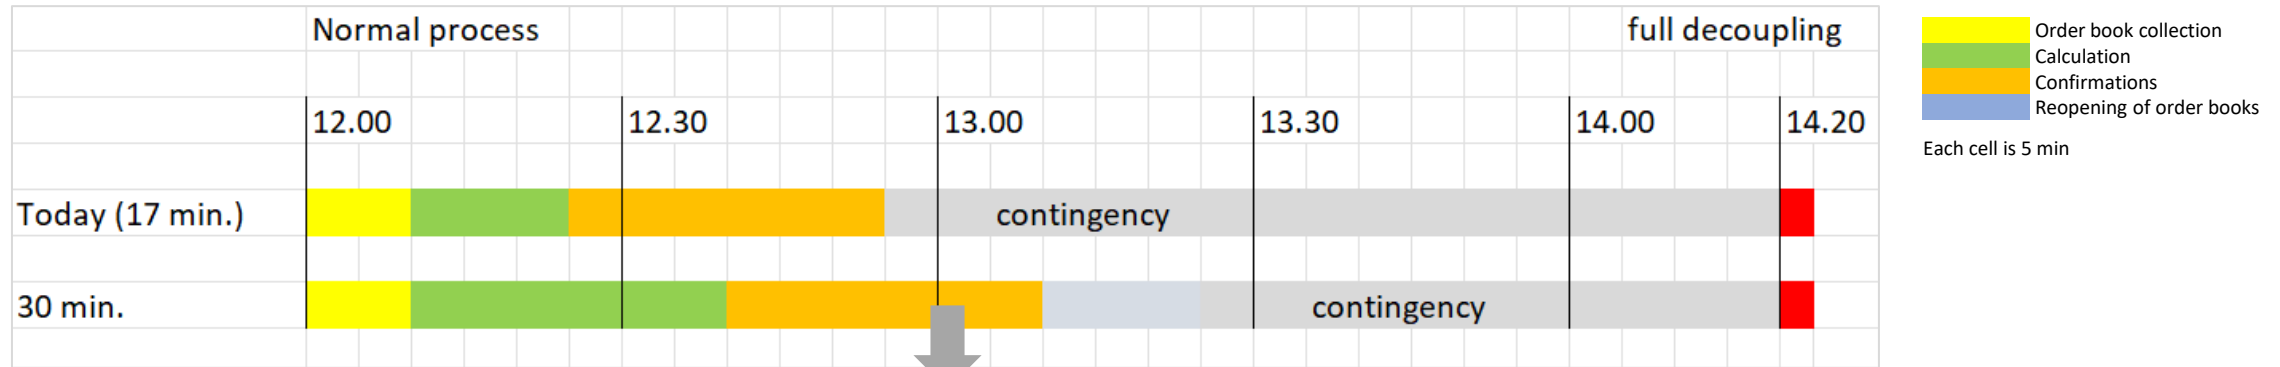 Normal process
full decoupling
Order book collection
Calculation
Confirmations
Reopening of order books
12.00
12.30
13.00
13.30
14.00
14.20
Each cell is 5 min
Today (17 min.)
contingency
30 min.
contingency